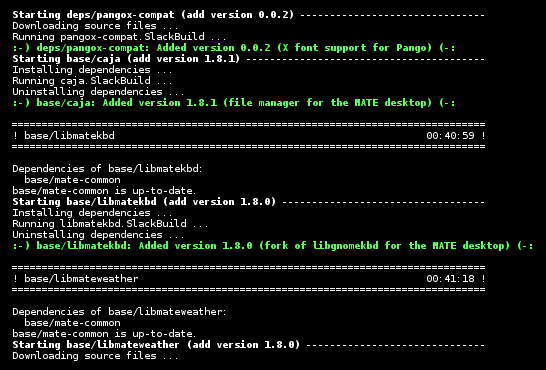 Starting deps/pangox-compat (add version 0.0.2) -------------------------------
Downloading source files ...
Running pangox-compat.SlackBuild ...
:-) deps/pangox-compat: Added version 0.0.2 (X font support for Pango) (-:
Starting base/caja (add version 1.8.1) ----------------------------------------
Installing dependencies ...
Running caja.SlackBuild ...
Uninstalling dependencies ...
:-) base/caja: Added version 1.8.1 (file manager for the MATE desktop) (-:
===============================================================================
! base/libmatekbd 00:40:59 !
===============================================================================
Dependencies of base/libmatekbd:
base/mate-common
base/mate-common is up-to-date.
Starting base/libmatekbd (add version 1.8.0) ----------------------------------
Installing dependencies ...
Running libmatekbd.SlackBuild ...
Uninstalling dependencies ...
:-) base/libmatekbd: Added version 1.8.0 (fork of libgnomekbd for the MATE desktop) (-:
===============================================================================
! base/libmateweather 00:41:18 !
===============================================================================
Dependencies of base/libmateweather:
base/mate-common
base/mate-common is up-to-date.
Starting base/libmateweather (add version 1.8.0) ------------------------------
Downloading source files ...